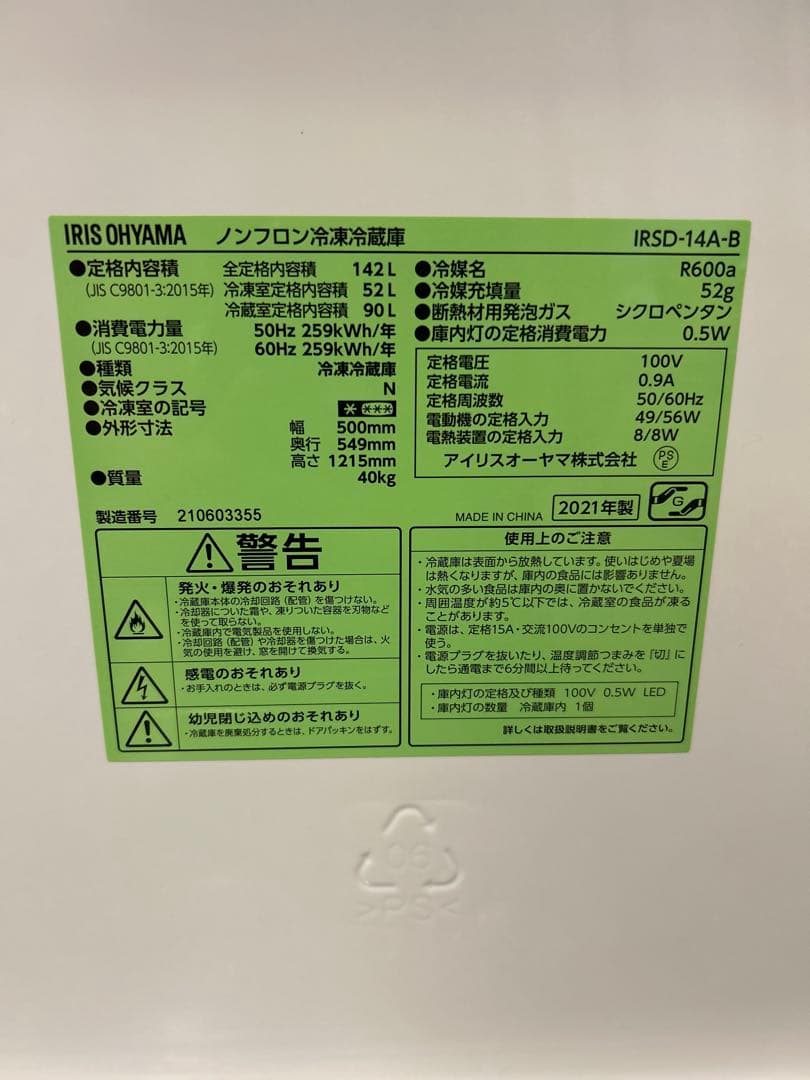 IRIS OHYAMA ノンフロン冷凍冷蔵庫 IRSD-14A-B
●定格内容積 全定格内容積 142L
(JIS C9801-3:2015年) 冷凍室定格内容積 52L
冷蔵室定格内容積 90L
●消費電力量 50Hz 259kWh/年
(JIS C9801-3:2015年) 60Hz 259kWh/年
●種類 冷凍冷蔵庫
●気候クラス N
●冷凍室の記号 * ***
●外形寸法 幅 500mm
奥行 549mm
高さ 1215mm
●質量 40kg
●冷媒名 R600a
●冷媒充填量 52g
●断熱材用発泡ガス シクロペンタン
●庫内灯の定格消費電力 0.5W
定格電圧 100V
定格電流 0.9A
定格周波数 50/60Hz
電動機の定格入力 49/56W
電熱装置の定格入力 8/8W
アイリスオーヤマ株式会社 PSE
製造番号 210603355
MADE IN CHINA 2021年製 G
警告
発火・爆発のおそれあり
・冷蔵庫本体の冷却回路(配管)を傷つけない。
・冷却器についた霜や、凍りついた容器を刃物など
を使って取らない。
・冷蔵庫内で電気製品を使用しない。
・冷却回路(配管)や冷却器を傷つけた場合は、火
気の使用を避け、窓を開けて換気する。
感電のおそれあり
・お手入れのときは、必ず電源プラグを抜く。
幼児閉じ込めのおそれあり
・冷蔵庫を廃棄処分するときは、ドアパッキンをはずす。
使用上のご注意
・冷蔵庫は表面から放熱しています。使いはじめや夏場
は熱くなりますが、庫内の食品には影響ありません。
・水気の多い食品は庫内の奥に置かないでください。
・周囲温度が約5℃以下では、冷蔵室の食品が凍る
ことがあります。
・電源は、定格15A・交流100Vのコンセントを単独で
使う。
・電源プラグを抜いたり、温度調節つまみを「切」に
したら通電まで6分間以上待ってください。
・庫内灯の定格及び種類 100V 0.5W LED
・庫内灯の数量 冷蔵庫内 1個
詳しくは取扱説明書をご覧ください。
06
>PS<